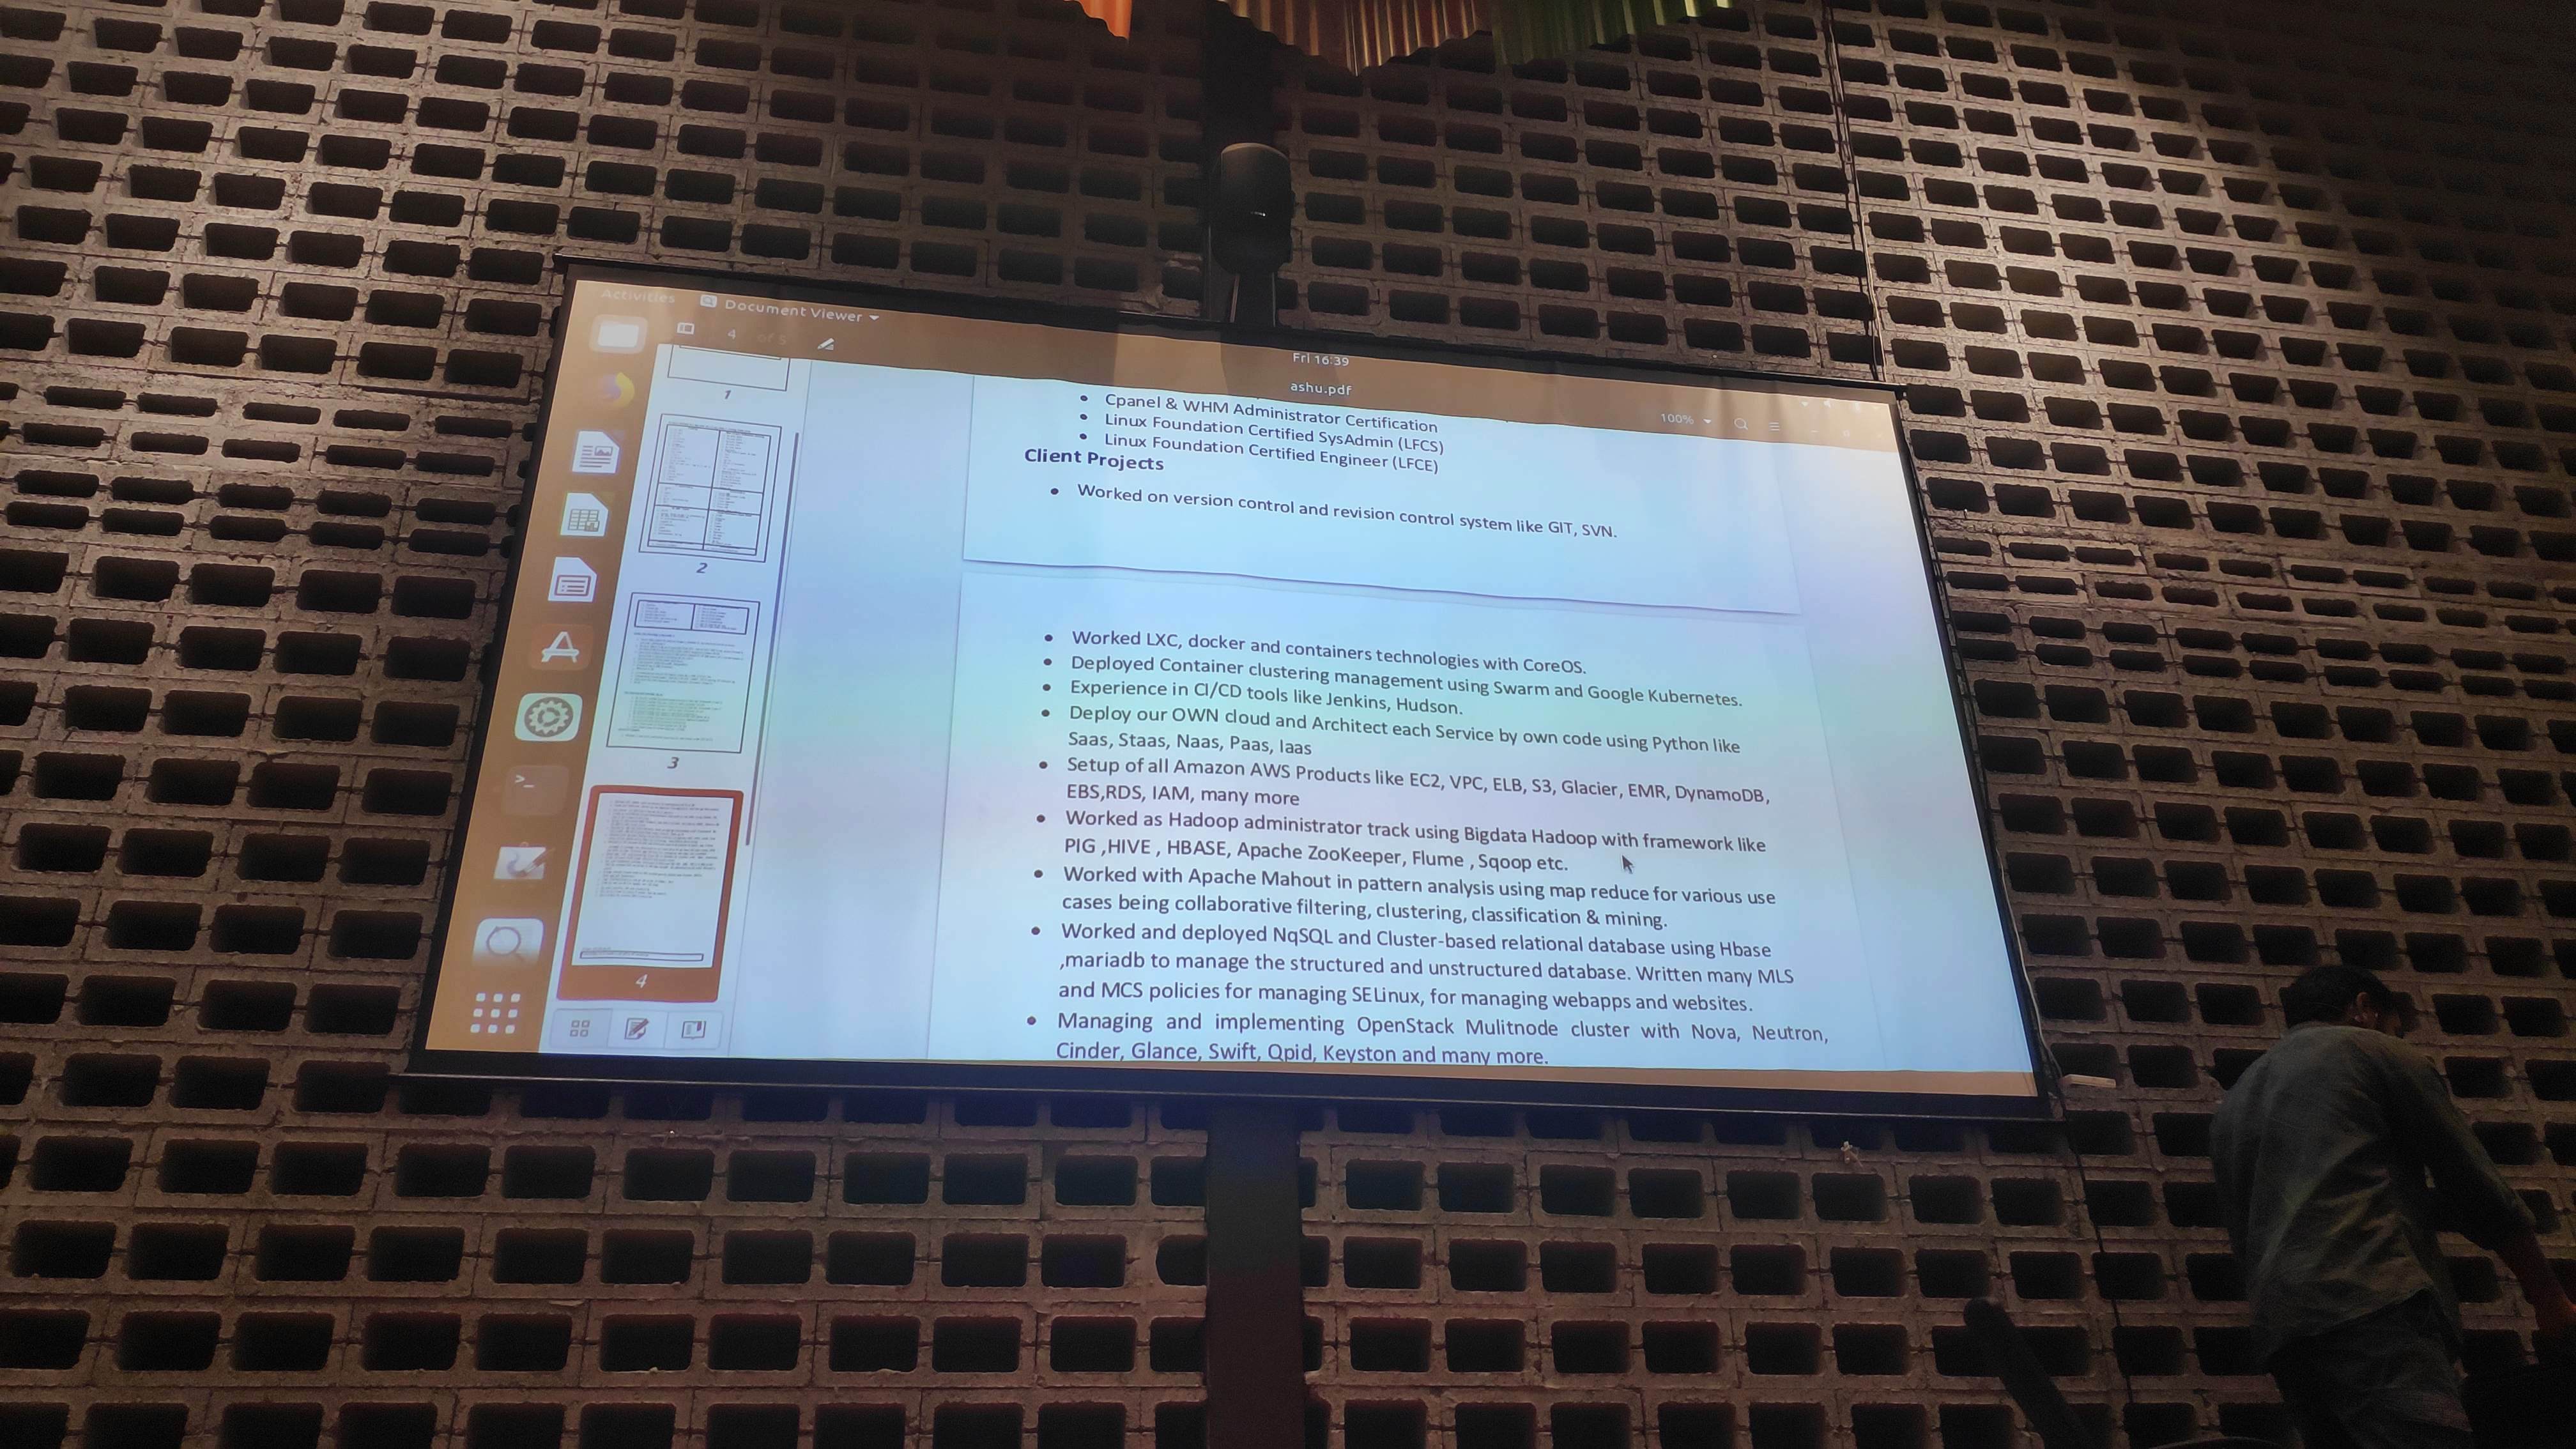 Activities Document Viewer
Fri 16:39
4 of 5
ashu.pdf
100%
1
2
3
4
Cpanel & WHM Administrator Certification
Linux Foundation Certified SysAdmin (LFCS)
Linux Foundation Certified Engineer (LFCE)
Client Projects
Worked on version control and revision control system like GIT, SVN.
Worked LXC, docker and containers technologies with CoreOS.
Deployed Container clustering management using Swarm and Google Kubernetes.
Experience in CI/CD tools like Jenkins, Hudson.
Deploy our OWN cloud and Architect each Service by own code using Python like
Saas, Staas, Naas, Paas, Iaas
Setup of all Amazon AWS Products like EC2, VPC, ELB, S3, Glacier, EMR, DynamoDB,
EBS,RDS, IAM, many more
Worked as Hadoop administrator track using Bigdata Hadoop with framework like
PIG ,HIVE , HBASE, Apache ZooKeeper, Flume , Sqoop etc.
Worked with Apache Mahout in pattern analysis using map reduce for various use
cases being collaborative filtering, clustering, classification & mining.
Worked and deployed NqSQL and Cluster-based relational database using Hbase
,mariadb to manage the structured and unstructured database. Written many MLS
and MCS policies for managing SELinux, for managing webapps and websites.
Managing and implementing OpenStack Mulitnode cluster with Nova, Neutron,
Cinder, Glance, Swift, Qpid, Keyston and many more.